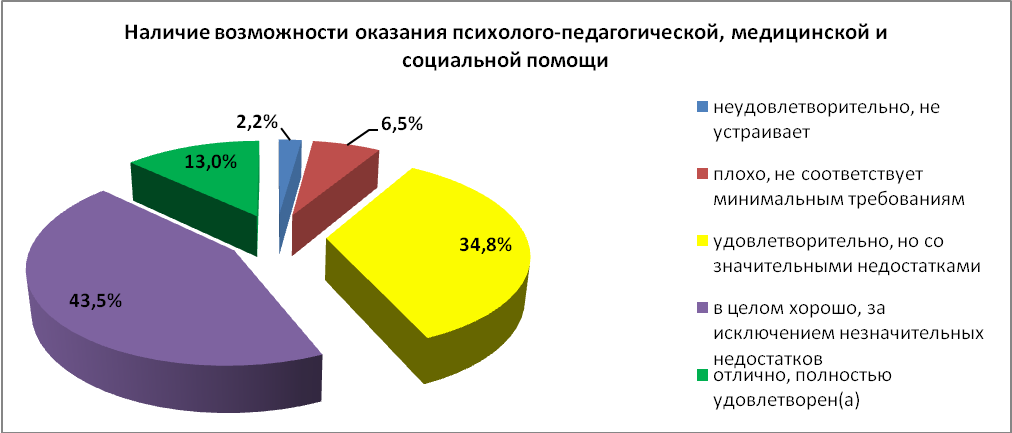 Наличие возможности оказания психолого-педагогической, медицинской и
социальной помощи
2,2%
6,5%
13,0%
34,8%
43,5%
неудовлетворительно, не
устраивает
плохо, не соответствует
минимальным требованиям
удовлетворительно, но со
значительными недостатками
в целом хорошо, за
исключением незначительных
недостатков
отлично, полностью
удовлетворен(а)